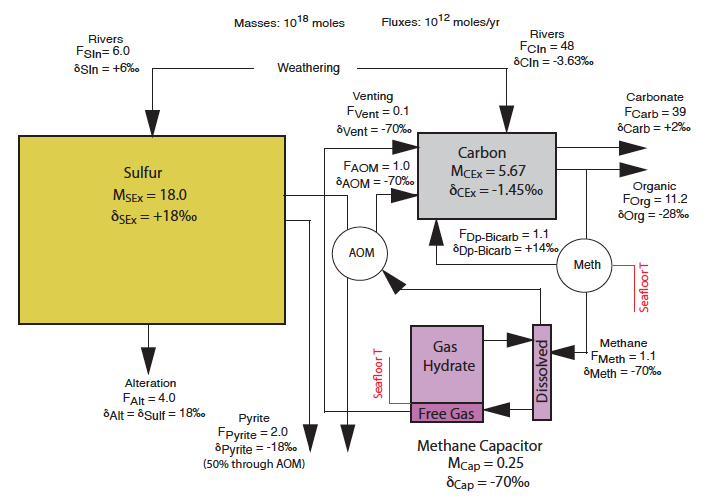 Masses: 10¹⁸ moles
Fluxes: 10¹² moles/yr
Rivers
FSIn= 6.0
δSIn = +6‰
Weathering
Rivers
FCIn = 48
δCIn = -3.63‰
Venting
FVent = 0.1
δVent = -70‰
Carbonate
FCarb = 39
δCarb = +2‰
Sulfur
MSEx = 18.0
δSEx = +18‰
FAOM = 1.0
δAOM = -70‰
Carbon
MCEx = 5.67
δCEx = -1.45‰
Organic
FOrg = 11.2
δOrg = -28‰
AOM
FDp-Bicarb = 1.1
δDp-Bicarb = +14‰
Meth
Seafloor T
Seafloor T
Gas
Hydrate
Free Gas
Dissolved
Methane
FMeth = 1.1
δMeth = -70‰
Alteration
FAlt = 4.0
δAlt = δSulf = 18‰
Pyrite
FPyrite = 2.0
δPyrite = -18‰
(50% through AOM)
Methane Capacitor
MCap = 0.25
δCap = -70‰